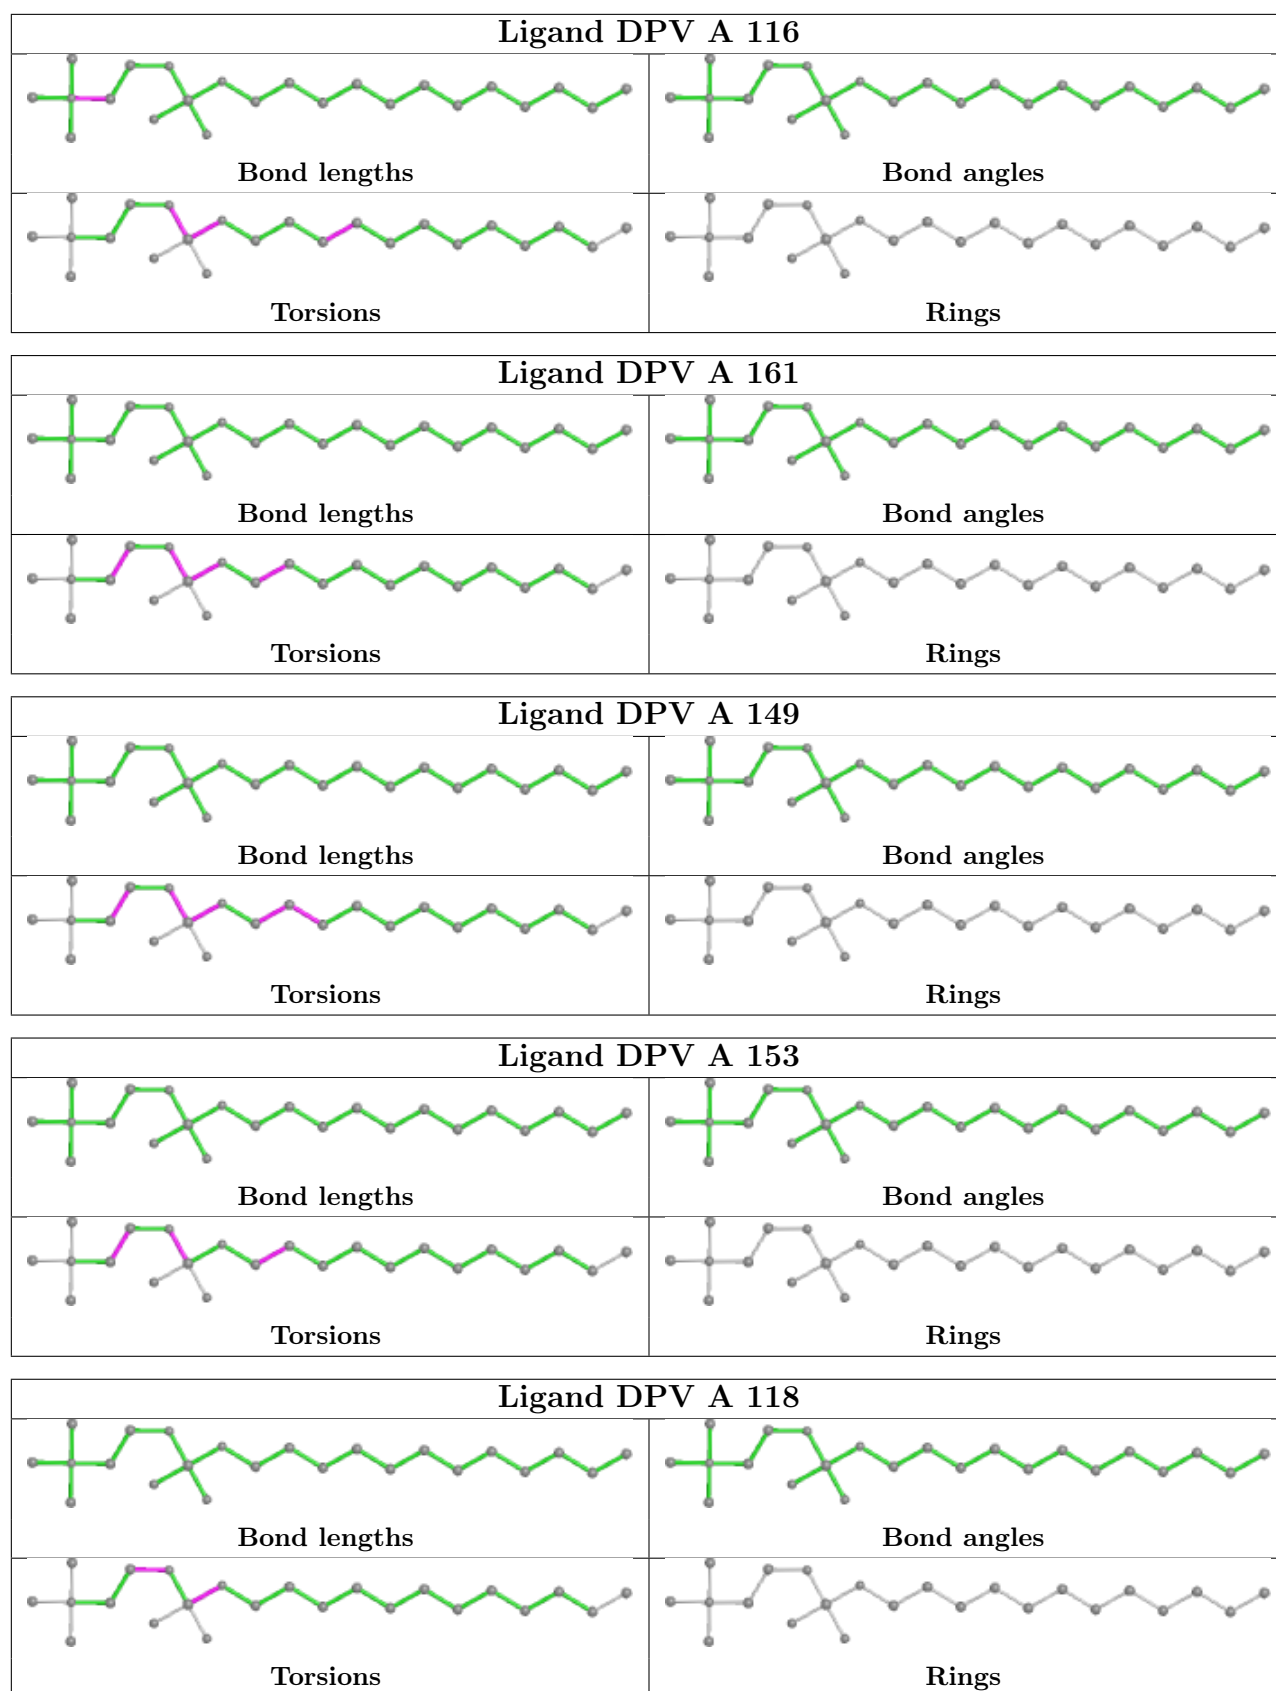 Ligand DPV A 116
Bond lengths
Bond angles
Torsions
Rings
Ligand DPV A 161
Bond lengths
Bond angles
Torsions
Rings
Ligand DPV A 149
Bond lengths
Bond angles
Torsions
Rings
Ligand DPV A 153
Bond lengths
Bond angles
Torsions
Rings
Ligand DPV A 118
Bond lengths
Bond angles
Torsions
Rings